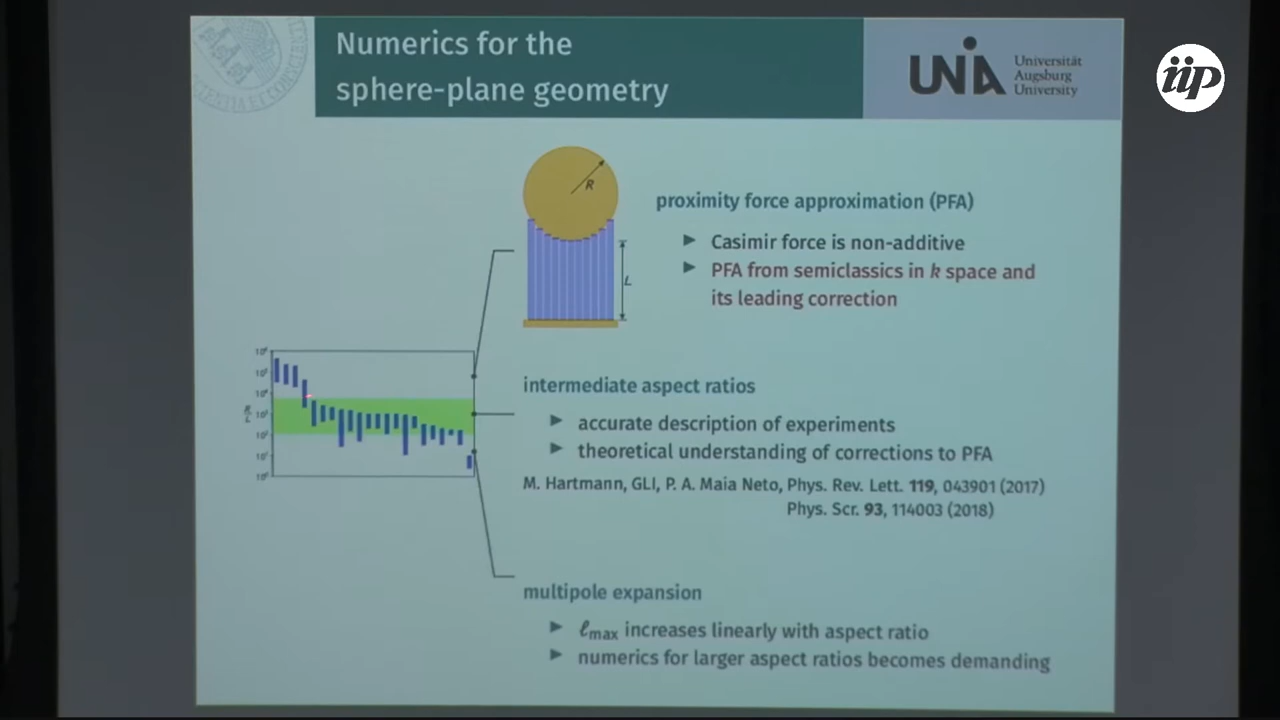 Numerics for the
sphere-plane geometry
UNIA
Universität
Augsburg
University
iip
R
L
proximity force approximation (PFA)
▶ Casimir force is non-additive
▶ PFA from semiclassics in k space and
its leading correction
intermediate aspect ratios
▶ accurate description of experiments
▶ theoretical understanding of corrections to PFA
M. Hartmann, GLI, P. A. Maia Neto, Phys. Rev. Lett. 119, 043901 (2017)
Phys. Scr. 93, 114003 (2018)
multipole expansion
▶ ℓmax increases linearly with aspect ratio
▶ numerics for larger aspect ratios becomes demanding